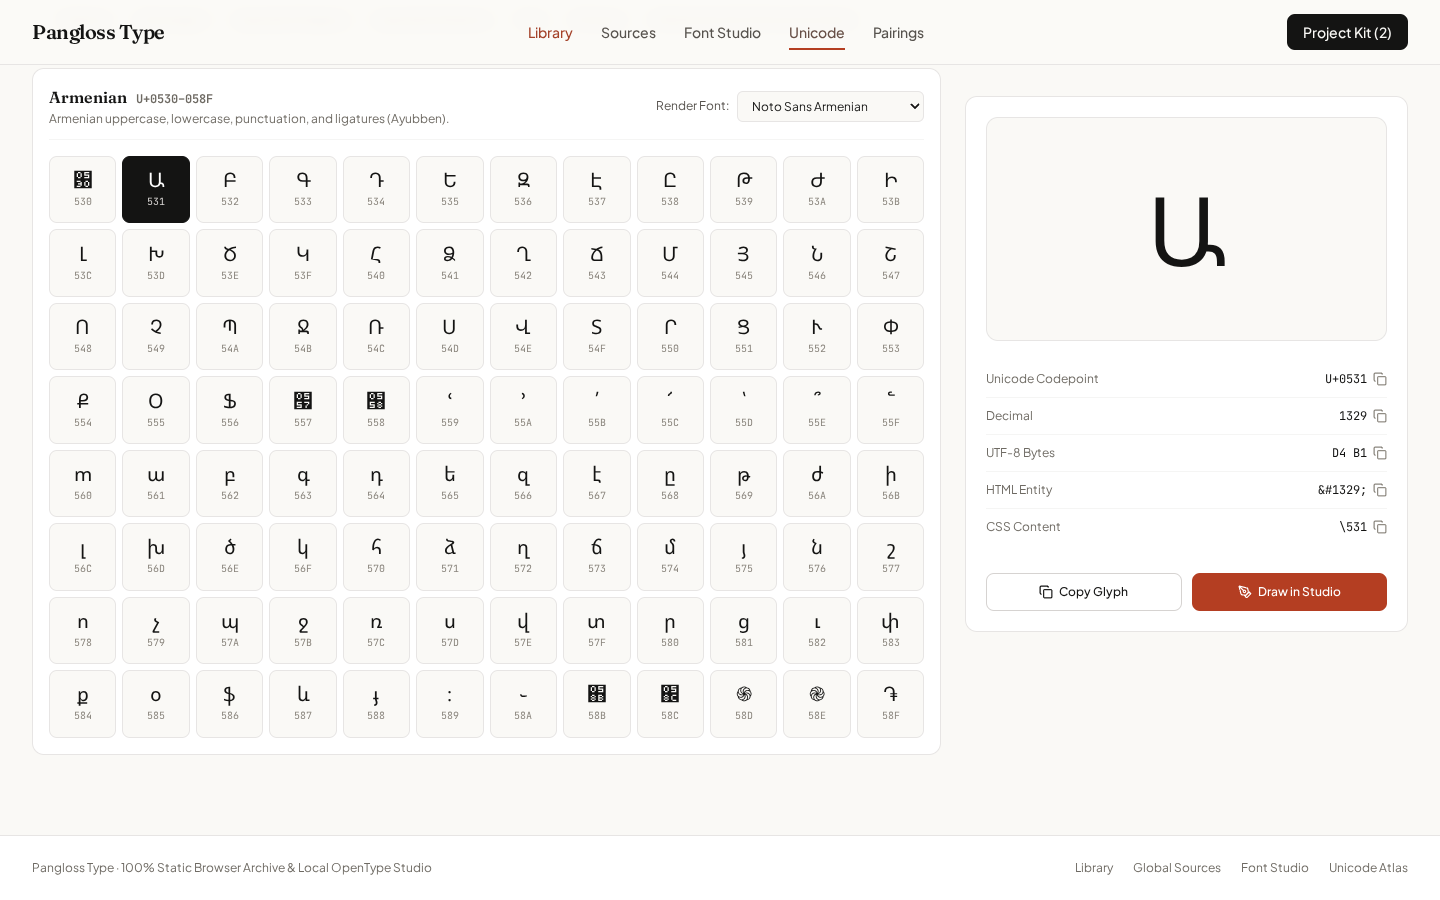 Pangloss Type
Library Sources Font Studio Unicode Pairings
Project Kit (2)
Armenian U+0530–058F
Armenian uppercase, lowercase, punctuation, and ligatures (Ayubben).
Render Font: Noto Sans Armenian
Ա Բ Գ Դ Ե Զ Է Ը Թ Ժ Ի
530 531 532 533 534 535 536 537 538 539 53A 53B
Լ Խ Ծ Կ Հ Ձ Ղ Ճ Մ Յ Ն Շ
53C 53D 53E 53F 540 541 542 543 544 545 546 547
Ո Չ Պ Ջ Ռ Ս Վ Տ Ր Ց Ւ Փ
548 549 54A 54B 54C 54D 54E 54F 550 551 552 553
Ք Օ Ֆ ՙ ՚ ՛ ՜ ՝ ՞ ՟
554 555 556 557 558 559 55A 55B 55C 55D 55E 55F
ՠ ա բ գ դ ե զ է ը թ ժ ի
560 561 562 563 564 565 566 567 568 569 56A 56B
լ խ ծ կ հ ձ ղ ճ մ յ ն շ
56C 56D 56E 56F 570 571 572 573 574 575 576 577
ո չ պ ջ ռ ս վ տ ր ց ւ փ
578 579 57A 57B 57C 57D 57E 57F 580 581 582 583
ք օ ֆ և ֈ ։ ֊ ֍ ֎ ֏
584 585 586 587 588 589 58A 58B 58C 58D 58E 58F
Ա
Unicode Codepoint U+0531
Decimal 1329
UTF-8 Bytes D4 B1
HTML Entity &#1329;
CSS Content \531
Copy Glyph Draw in Studio
Pangloss Type · 100% Static Browser Archive & Local OpenType Studio
Library Global Sources Font Studio Unicode Atlas